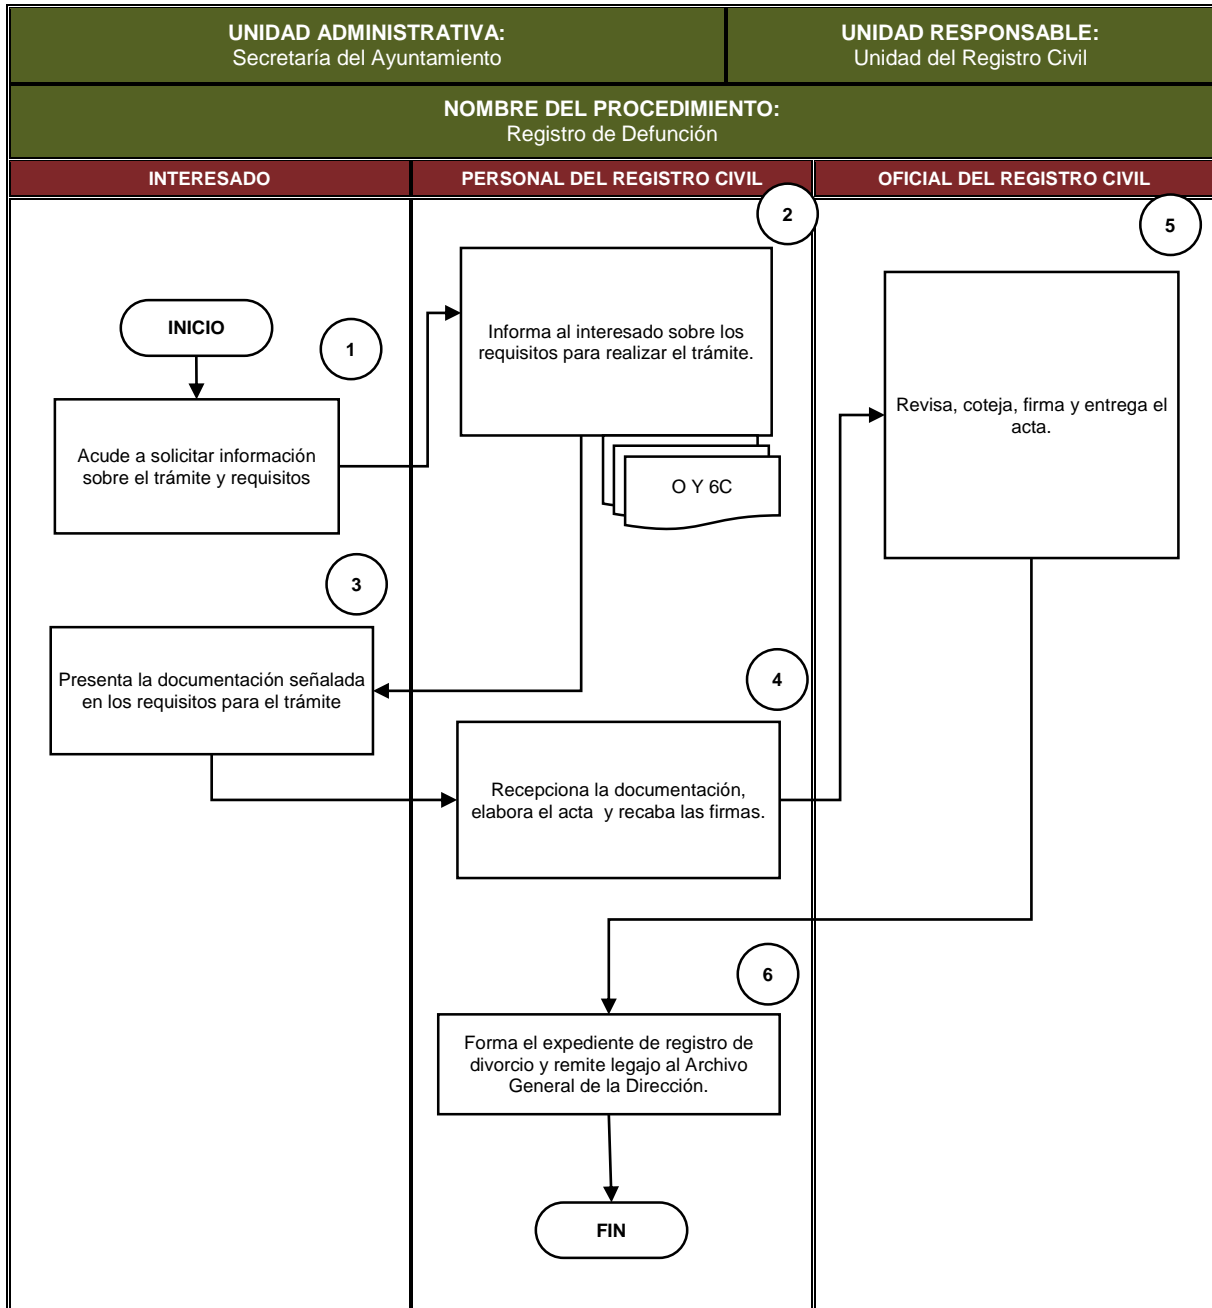 UNIDAD ADMINISTRATIVA:
Secretaría del Ayuntamiento
UNIDAD RESPONSABLE:
Unidad del Registro Civil
NOMBRE DEL PROCEDIMIENTO:
Registro de Defunción
INTERESADO
PERSONAL DEL REGISTRO CIVIL
OFICIAL DEL REGISTRO CIVIL
INICIO
1
Acude a solicitar información
sobre el trámite y requisitos
2
Informa al interesado sobre los
requisitos para realizar el trámite.
O Y 6C
3
Presenta la documentación señalada
en los requisitos para el trámite
4
Recepciona la documentación,
elabora el acta  y recaba las firmas.
5
Revisa, coteja, firma y entrega el
acta.
6
Forma el expediente de registro de
divorcio y remite legajo al Archivo
General de la Dirección.
FIN